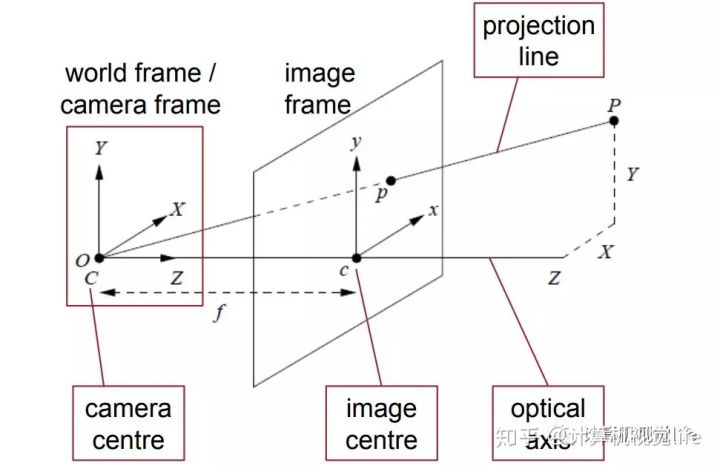 projection
line
world frame /
camera frame
image
frame
P
Y
y
Y
X
p
x
X
O
C
Z
c
Z
f
camera
centre
image
centre
optical
axis
知乎 @计算机视觉life